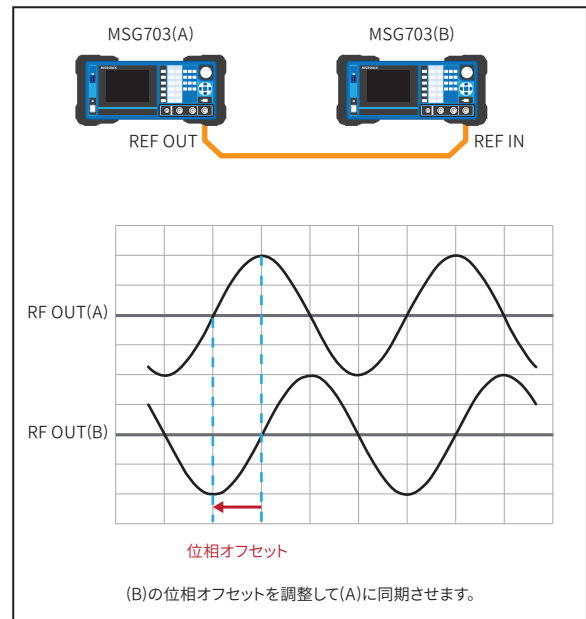 MSG703(A)
MSG703(B)
REF OUT
REF IN
RF OUT(A)
RF OUT(B)
位相オフセット
(B)の位相オフセットを調整して(A)に同期させます。